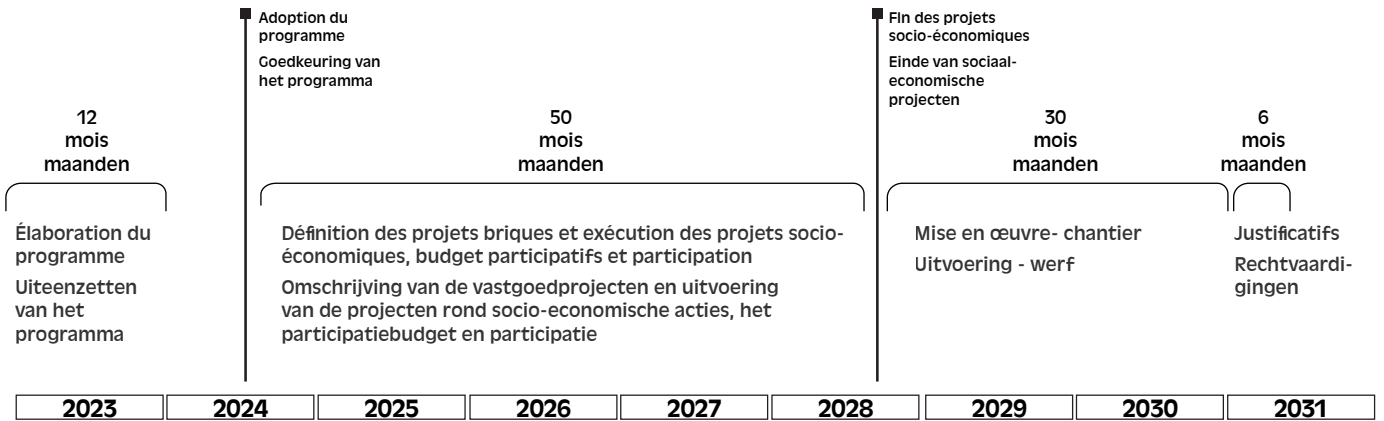 Adoption du
programme
Goedkeuring van
het programma
Fin des projets
socio-économiques
Einde van sociaal-
economische
projecten
12
mois
maanden
50
mois
maanden
30
mois
maanden
6
mois
maanden
Élaboration du
programme
Uiteenzetten
van het
programma
Définition des projets briques et exécution des projets socio-
économiques, budget participatifs et participation
Omschrijving van de vastgoedprojecten en uitvoering
van de projecten rond socio-economische acties, het
participatiebudget en participatie
Mise en œuvre- chantier
Uitvoering - werf
Justificatifs
Rechtvaardi-
gingen
2023
2024
2025
2026
2027
2028
2029
2030
2031